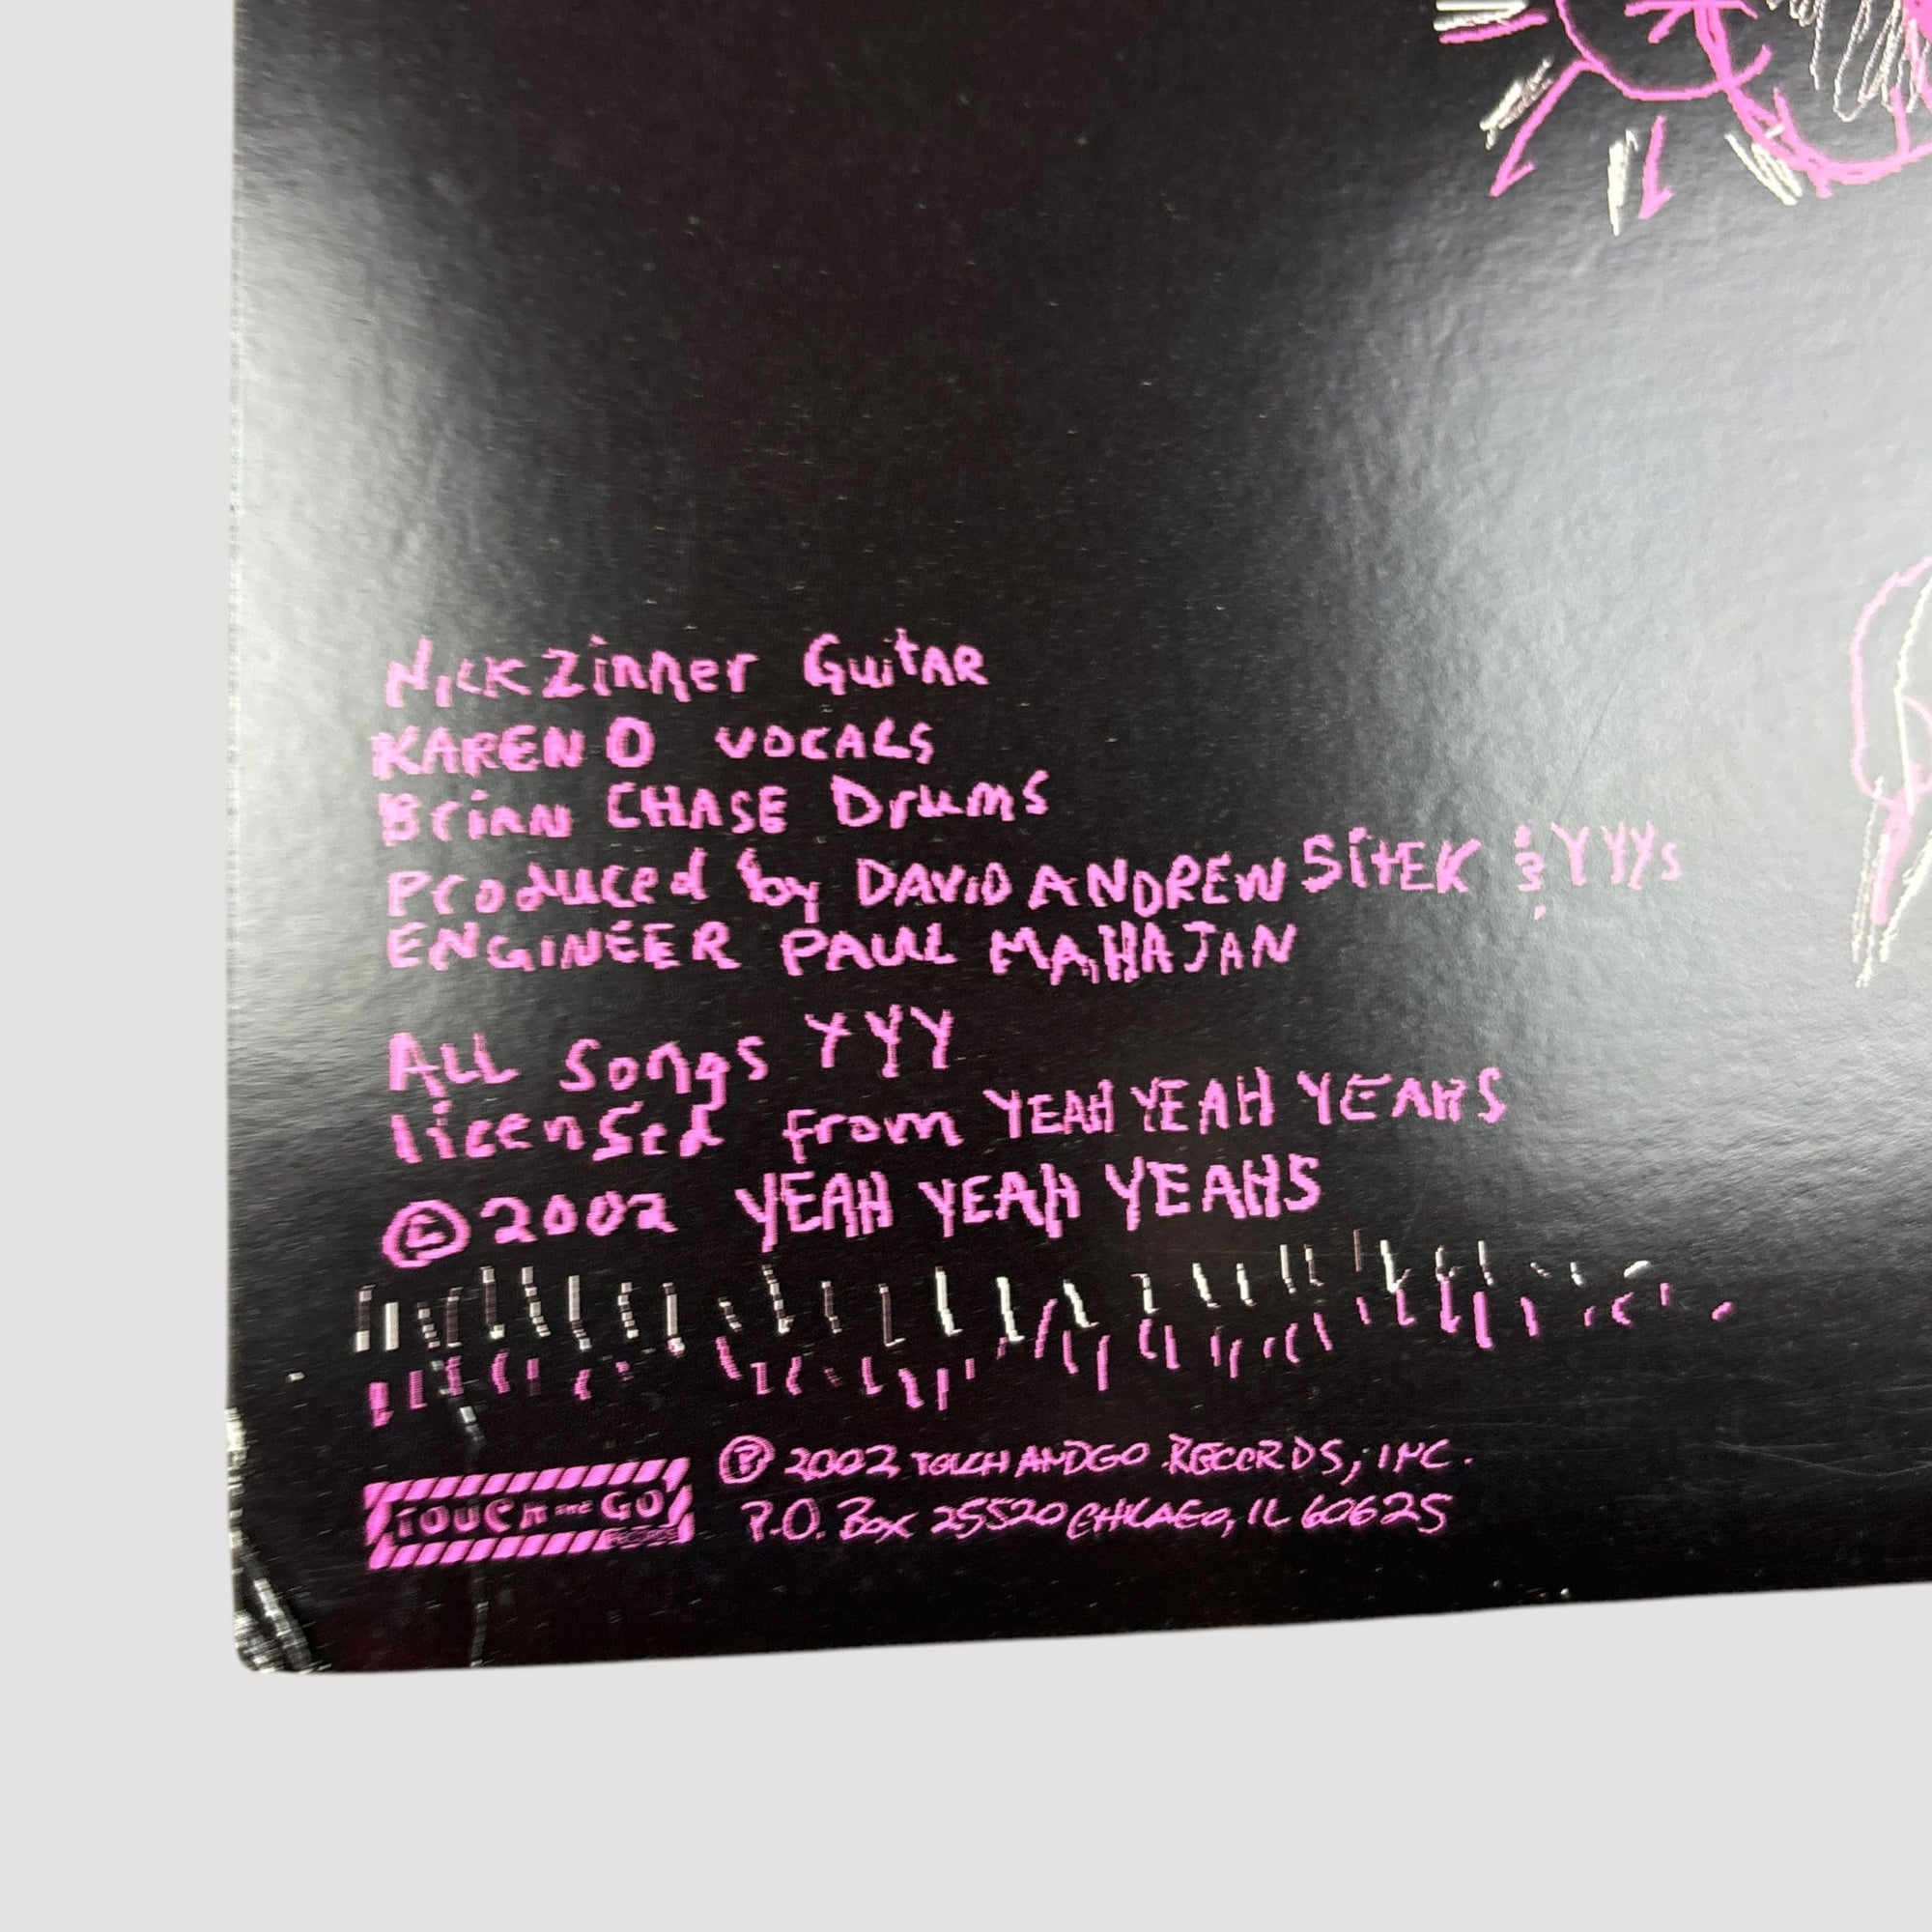 Nick Zinner Guitar
KAREN O VOCALS
Brian CHASE Drums
Produced by DAVID ANDREW SITEK & YYYs
ENGINEER PAUL MAHAJAN
All Songs YYY
licensed from YEAH YEAH YEAHS
© 2002 YEAH YEAH YEAHS
℗ 2002 TOUCH AND GO RECORDS, INC.
P.O. Box 25520 CHICAGO, IL 60625
TOUCH AND GO